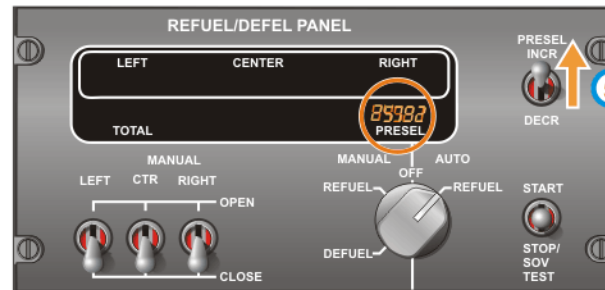 REFUEL/DEFEL PANEL
LEFT CENTER RIGHT
TOTAL PRESEL
PRESEL
INCR
DECR
MANUAL
LEFT CTR RIGHT
OPEN
CLOSE
MANUAL OFF AUTO
REFUEL REFUEL
DEFUEL
START
STOP/
SOV
TEST